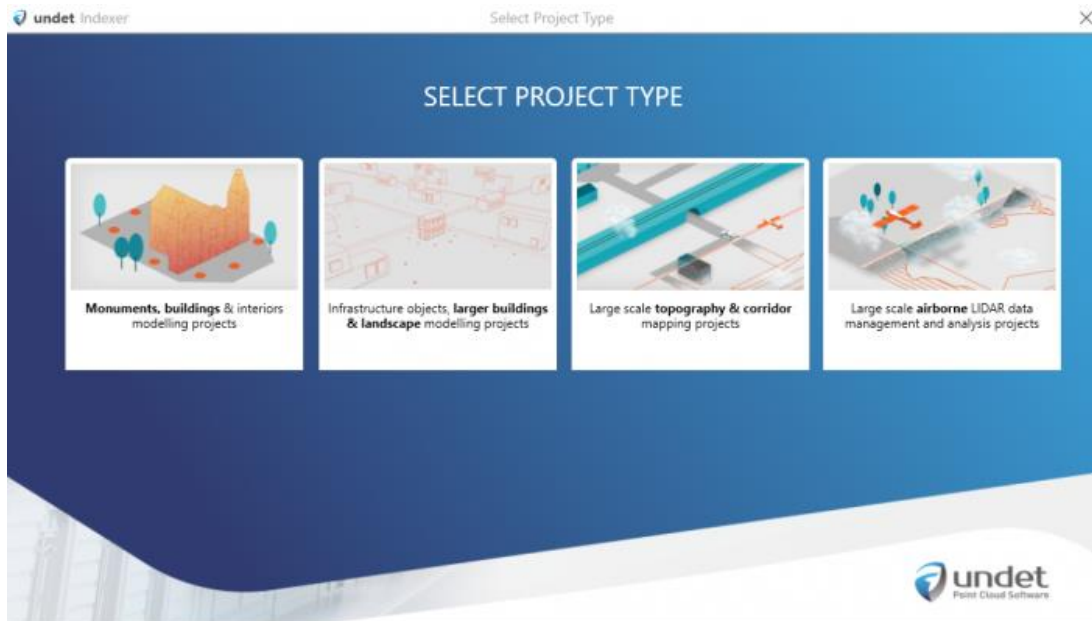 undet Indexer
Select Project Type
SELECT PROJECT TYPE
Monuments, buildings & interiors
modelling projects
Infrastructure objects, larger buildings
& landscape modelling projects
Large scale topography & corridor
mapping projects
Large scale airborne LIDAR data
management and analysis projects
undet
Point Cloud Software